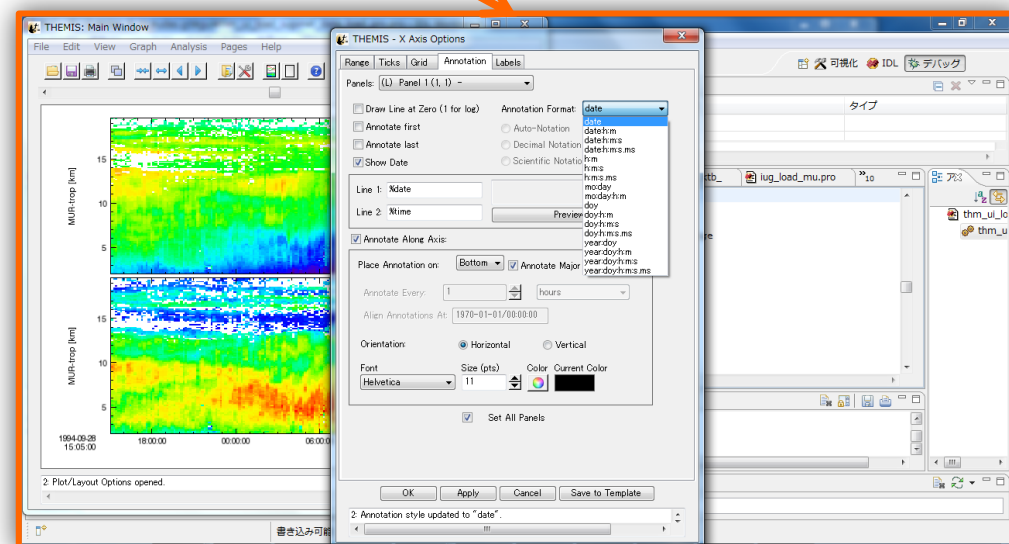 THEMIS: Main Window
File Edit View Graph Analysis Pages Help
15
10
5
MUR-trop [km]
15
10
5
MUR-trop [km]
1994-09-28
15:05:00
18:00:00 00:00:00 06:00:0
2: Plot/Layout Options opened.
書き込み可能
THEMIS - X Axis Options
Range Ticks Grid Annotation Labels
Panels: (L) Panel 1 (1, 1) -
Draw Line at Zero (1 for log)
Annotation Format: date
Annotate first
Auto-Notation
Annotate last
Decimal Notation
Show Date
Scientific Notatio
date
date:h:m
date:h:m:s
date:h:m:s.ms
h:m
h:m:s
h:m:s.ms
mo:day
mo:day:h:m
doy
doy:h:m
doy:h:m:s
doy:h:m:s.ms
year:doy
year:doy:h:m
year:doy:h:m:s
year:doy:h:m:s.ms
Line 1: %date
Line 2: %time
Preview
Annotate Along Axis:
Place Annotation on: Bottom Annotate Major
Annotate Every: 1 hours
Align Annotations At: 1970-01-01/00:00:00
Orientation: Horizontal Vertical
Font Size (pts) Color Current Color
Helvetica 11
Set All Panels
OK Apply Cancel Save to Template
2: Annotation style updated to "date".
可視化 IDL デバッグ
タイプ
ctb_ iug_load_mu.pro »10
se
thm_ui_lo
thm_u